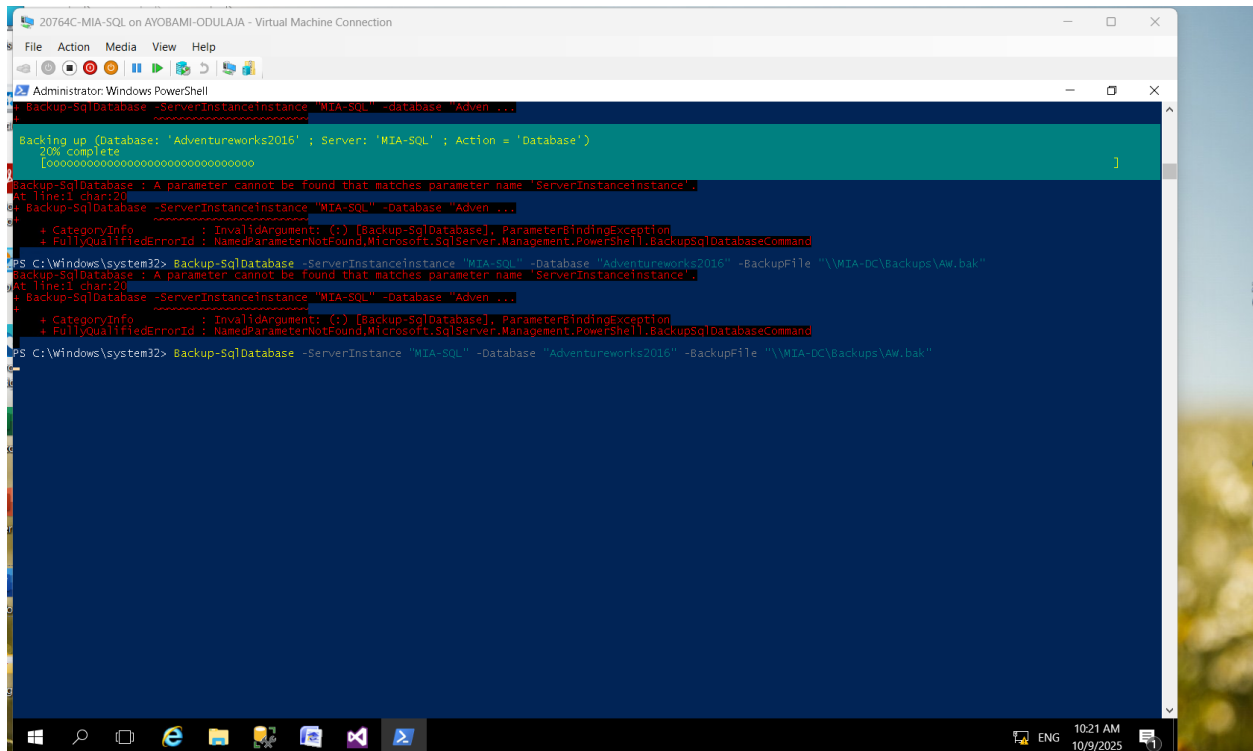 20764C-MIA-SQL on AYOBAMI-ODULAJA - Virtual Machine Connection
File Action Media View Help
Administrator: Windows PowerShell
+ Backup-SqlDatabase -ServerInstanceinstance "MIA-SQL" -database "Adven ...
+ ~~~~~~~~~~~~~~~~~~~~~~~
Backing up (Database: 'Adventureworks2016' ; Server: 'MIA-SQL' ; Action = 'Database')
20% complete
[ooooooooooooooooooooooooooooooo ]
Backup-SqlDatabase : A parameter cannot be found that matches parameter name 'ServerInstanceinstance'.
At line:1 char:20
+ Backup-SqlDatabase -ServerInstanceinstance "MIA-SQL" -Database "Adven ...
+ ~~~~~~~~~~~~~~~~~~~~~~~
+ CategoryInfo : InvalidArgument: (:) [Backup-SqlDatabase], ParameterBindingException
+ FullyQualifiedErrorId : NamedParameterNotFound,Microsoft.SqlServer.Management.PowerShell.BackupSqlDatabaseCommand
PS C:\Windows\system32> Backup-SqlDatabase -ServerInstanceinstance "MIA-SQL" -Database "Adventureworks2016" -BackupFile "\\MIA-DC\Backups\AW.bak"
Backup-SqlDatabase : A parameter cannot be found that matches parameter name 'ServerInstanceinstance'.
At line:1 char:20
+ Backup-SqlDatabase -ServerInstanceinstance "MIA-SQL" -Database "Adven ...
+ ~~~~~~~~~~~~~~~~~~~~~~~
+ CategoryInfo : InvalidArgument: (:) [Backup-SqlDatabase], ParameterBindingException
+ FullyQualifiedErrorId : NamedParameterNotFound,Microsoft.SqlServer.Management.PowerShell.BackupSqlDatabaseCommand
PS C:\Windows\system32> Backup-SqlDatabase -ServerInstance "MIA-SQL" -Database "Adventureworks2016" -BackupFile "\\MIA-DC\Backups\AW.bak"
ENG
10:21 AM
10/9/2025
1